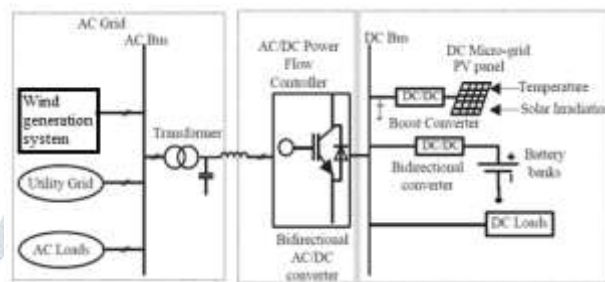 AC Grid
AC Bus
Wind
generation
system
Utility Grid
AC Loads
Transformer
AC/DC Power
Flow
Controller
Bidirectional
AC/DC
converter
DC Bus
DC Micro-grid
PV panel
DC/DC
Temperature
Solar Irradiation
Boost Converter
DC/DC
Bidirectional
converter
Battery
banks
DC Loads